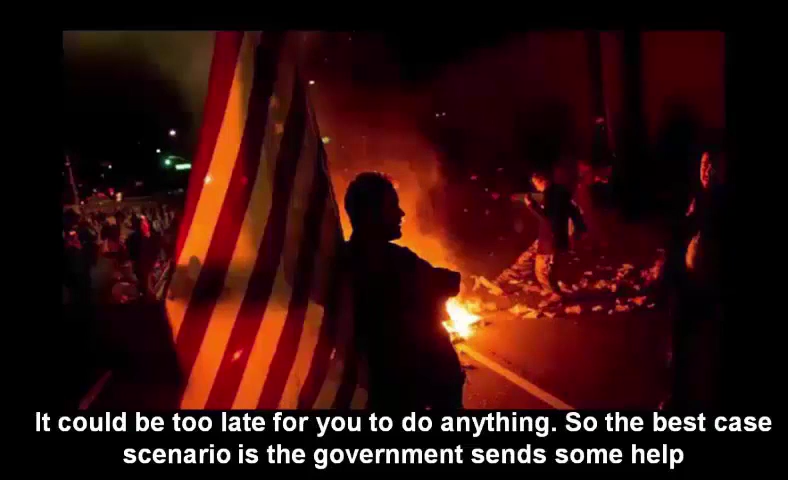 It could be too late for you to do anything. So the best case
scenario is the government sends some help